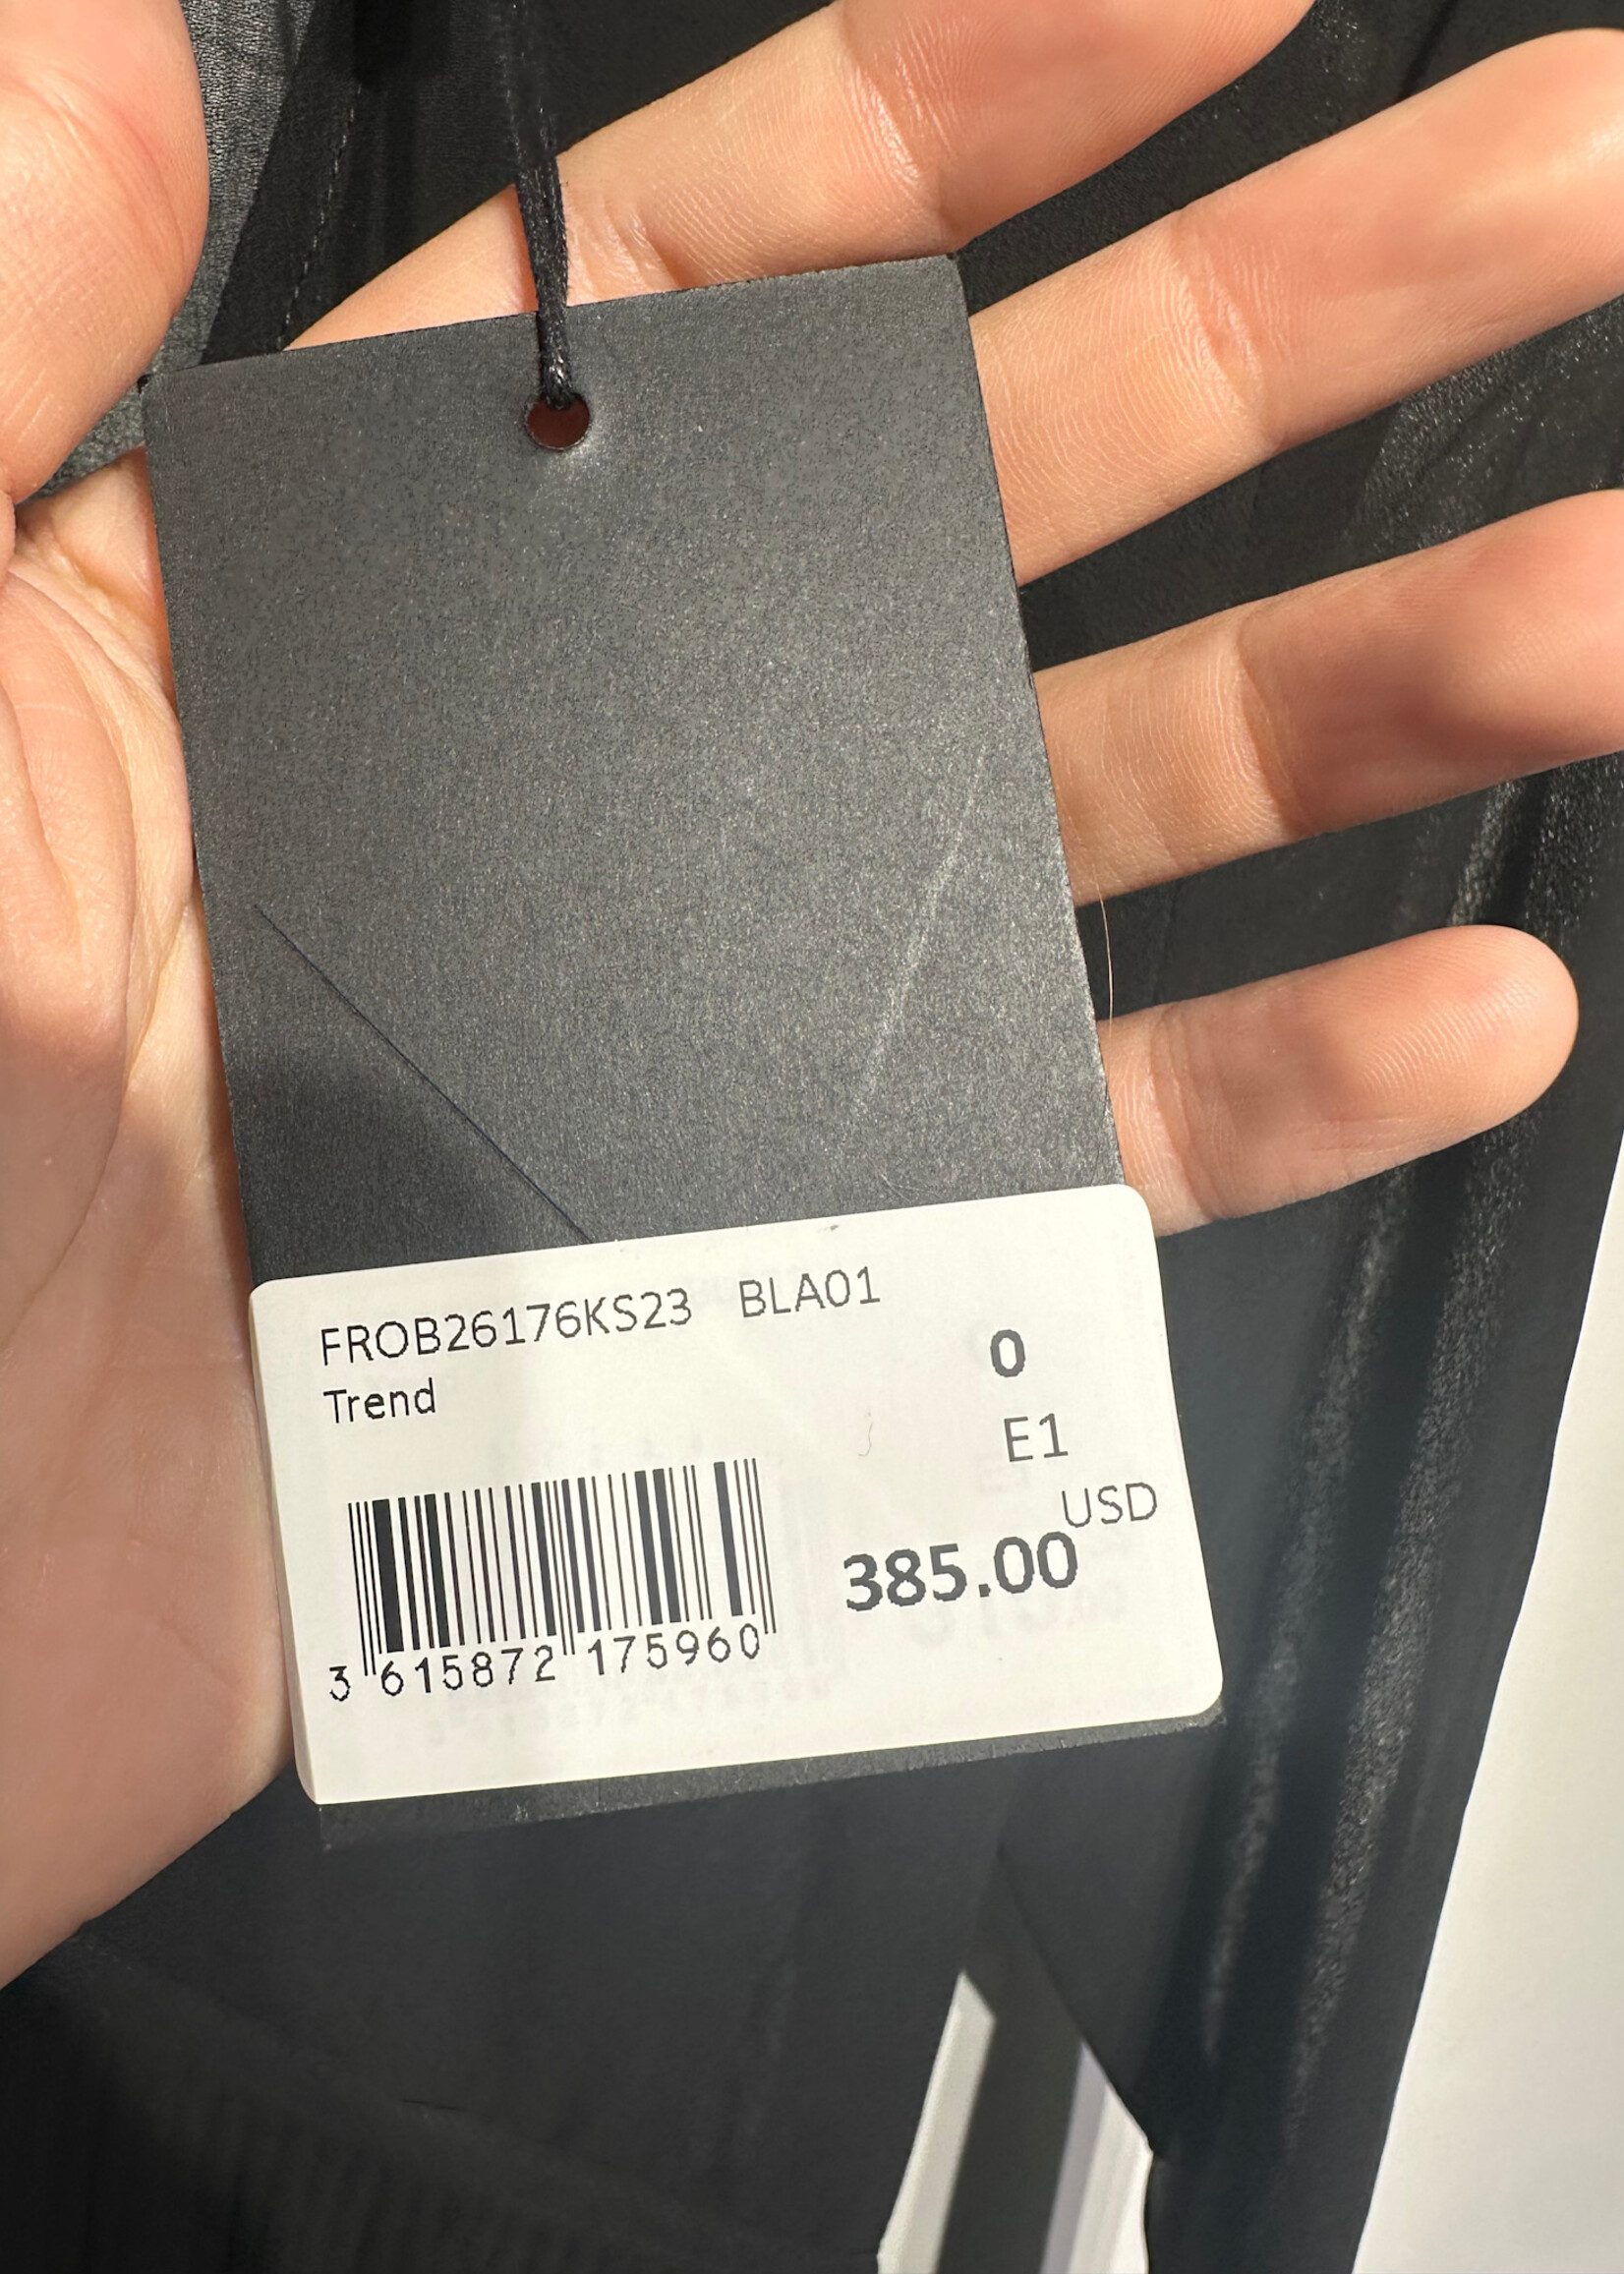 FROB26176KS23 BLA01
Trend
0
E1
USD
385.00
3 615872 175960